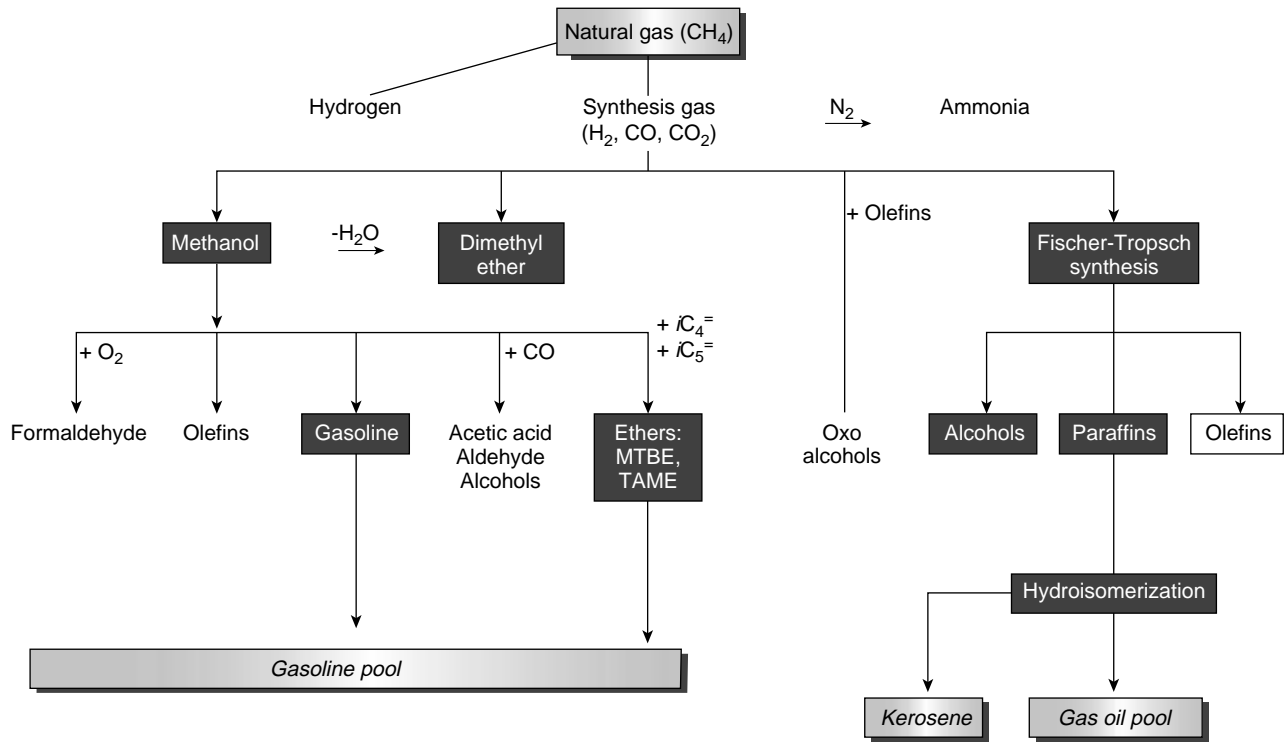 Natural gas (CH₄)
Hydrogen
Synthesis gas
(H₂, CO, CO₂)
N₂
Ammonia
+ Olefins
Methanol
-H₂O
Dimethyl
ether
Fischer-Tropsch
synthesis
+ O₂
+ CO
+ iC₄⁼
+ iC₅⁼
Formaldehyde
Olefins
Gasoline
Acetic acid
Aldehyde
Alcohols
Ethers:
MTBE,
TAME
Oxo
alcohols
Alcohols
Paraffins
Olefins
Hydroisomerization
Gasoline pool
Kerosene
Gas oil pool